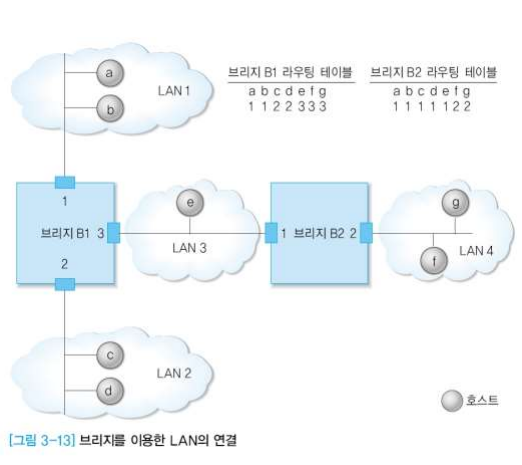 a
b
LAN 1
브리지 B1 라우팅 테이블
a b c d e f g
1 1 2 2 3 3 3
브리지 B2 라우팅 테이블
a b c d e f g
1 1 1 1 1 2 2
1
브리지 B1 3
2
e
LAN 3
1 브리지 B2 2
g
f
LAN 4
c
d
LAN 2
호스트
[그림 3-13] 브리지를 이용한 LAN의 연결